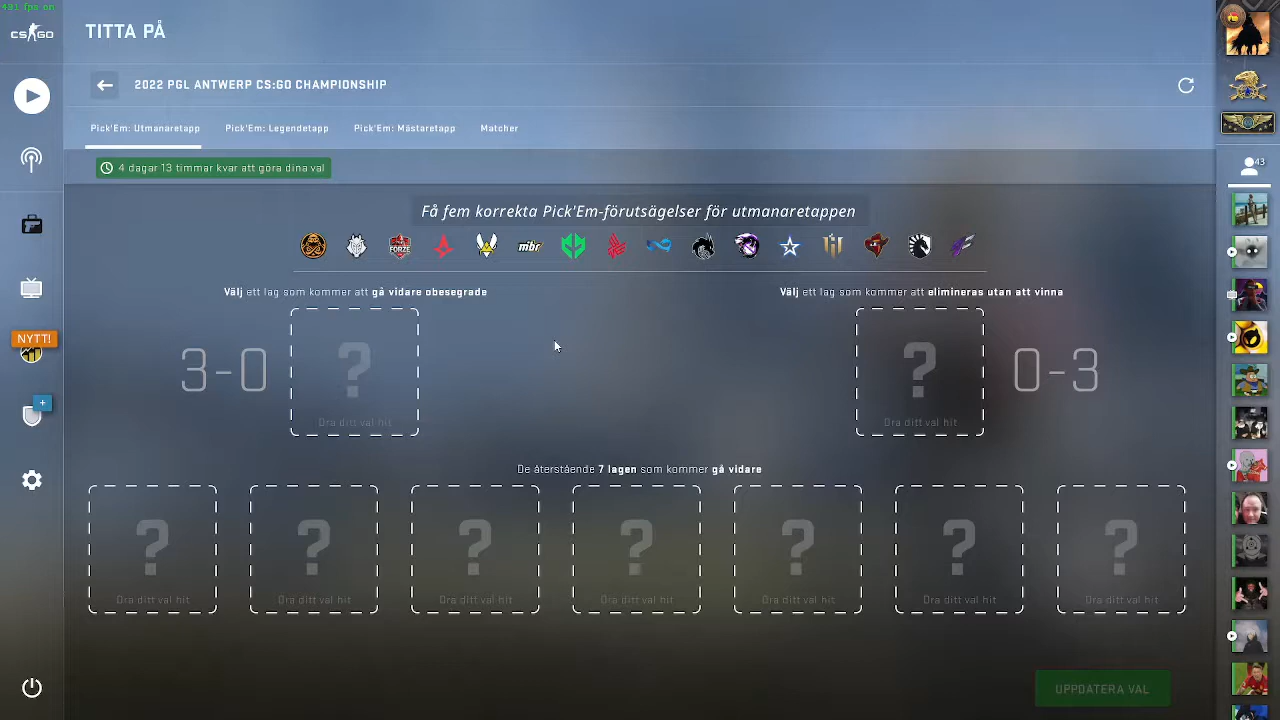 491 fps on
CS:GO
TITTA PÅ
2022 PGL ANTWERP CS:GO CHAMPIONSHIP
Pick'Em: Utmanaretapp
Pick'Em: Legendetapp
Pick'Em: Mästaretapp
Matcher
4 dagar 13 timmar kvar att göra dina val
43
Få fem korrekta Pick'Em-förutsägelser för utmanaretappen
FORZE
mibr
Välj ett lag som kommer att gå vidare obesegrade
Välj ett lag som kommer att elimineras utan att vinna
NYTT!
3-0
?
Dra ditt val hit
?
Dra ditt val hit
0-3
+
De återstående 7 lagen som kommer gå vidare
? ? ? ? ? ? ?
Dra ditt val hit
Dra ditt val hit
Dra ditt val hit
Dra ditt val hit
Dra ditt val hit
Dra ditt val hit
Dra ditt val hit
UPPDATERA VAL